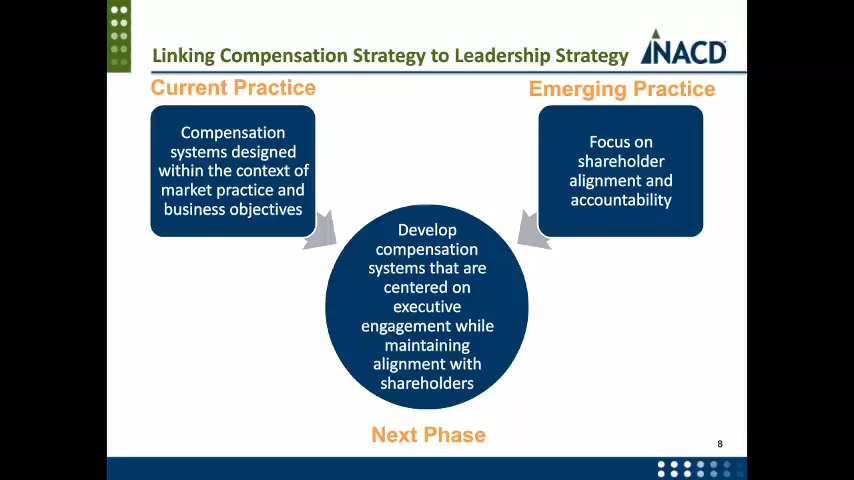 Linking Compensation Strategy to Leadership Strategy
NACD
Current Practice
Emerging Practice
Compensation
systems designed
within the context of
market practice and
business objectives
Focus on
shareholder
alignment and
accountability
Develop
compensation
systems that are
centered on
executive
engagement while
maintaining
alignment with
shareholders
Next Phase
8